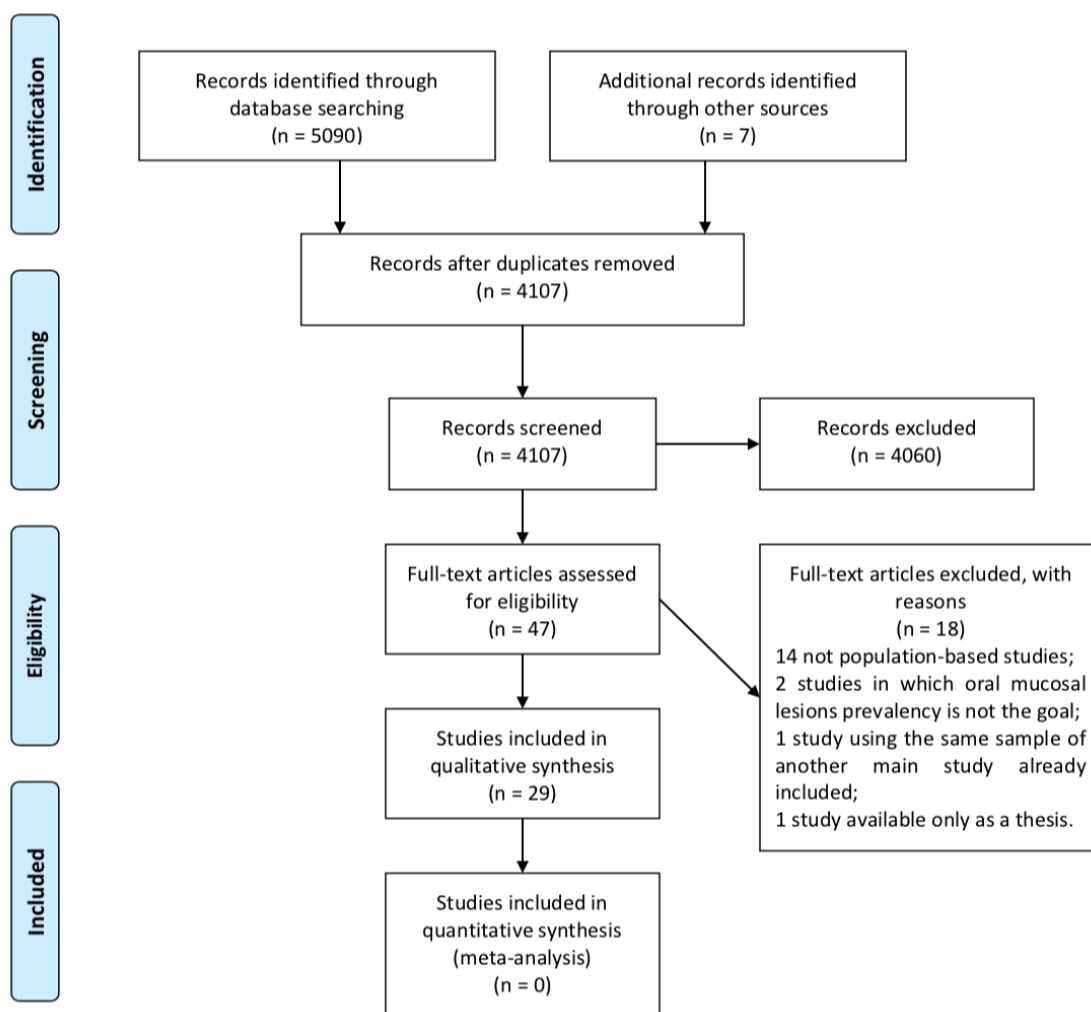 Identification
Records identified through
database searching
(n = 5090)
Additional records identified
through other sources
(n = 7)
Records after duplicates removed
(n = 4107)
Screening
Records screened
(n = 4107)
Records excluded
(n = 4060)
Eligibility
Full-text articles assessed
for eligibility
(n = 47)
Full-text articles excluded, with
reasons
(n = 18)
14 not population-based studies;
2 studies in which oral mucosal
lesions prevalency is not the goal;
1 study using the same sample of
another main study already
included;
1 study available only as a thesis.
Studies included in
qualitative synthesis
(n = 29)
Included
Studies included in
quantitative synthesis
(meta-analysis)
(n = 0)